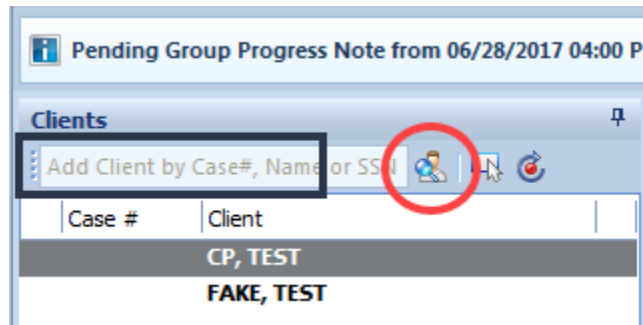 Pending Group Progress Note from 06/28/2017 04:00 P
Clients
Add Client by Case#, Name or SSN
Case # Client
CP, TEST
FAKE, TEST